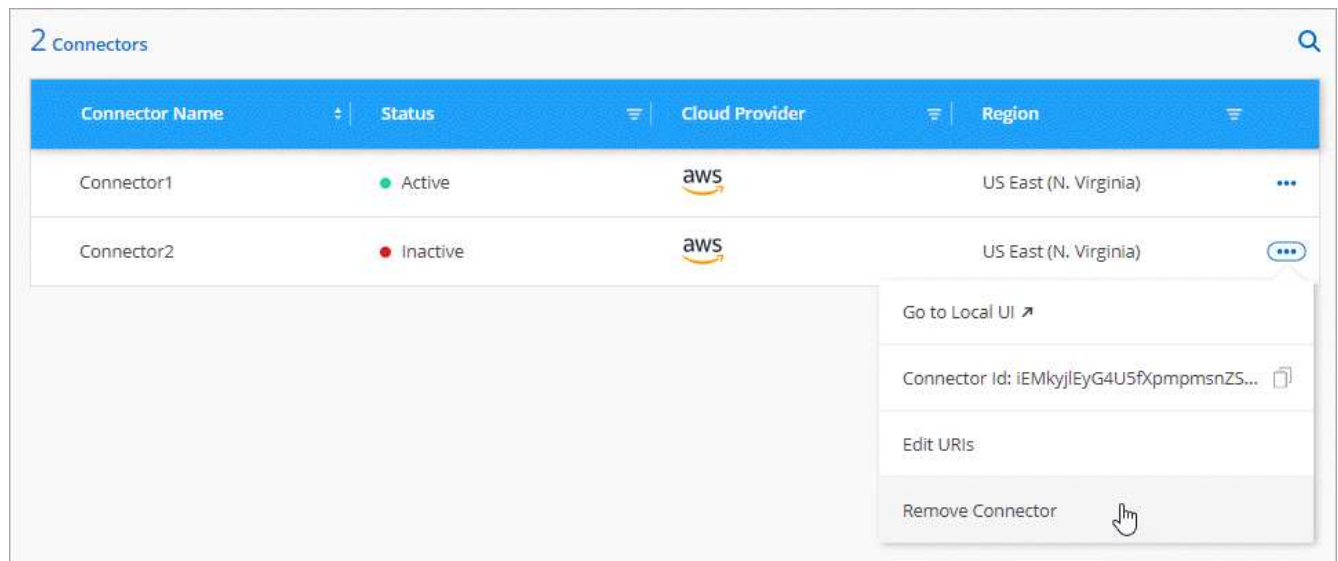 2 Connectors
Connector Name Status Cloud Provider Region
Connector1 Active aws US East (N. Virginia)
Connector2 Inactive aws US East (N. Virginia)
Go to Local UI
Connector Id: iEMkyjlEyG4U5fXpmpmsnZS...
Edit URIs
Remove Connector